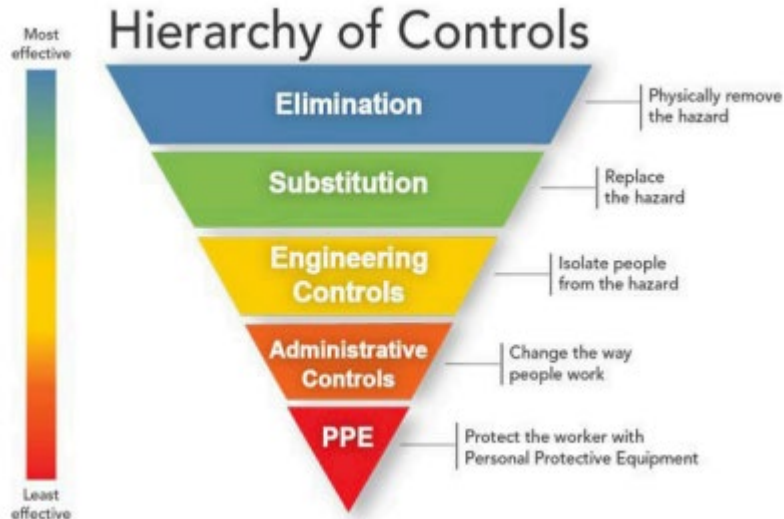 Hierarchy of Controls
Most
effective
Elimination
Physically remove
the hazard
Substitution
Replace
the hazard
Engineering
Controls
Isolate people
from the hazard
Administrative
Controls
Change the way
people work
PPE
Protect the worker with
Personal Protective Equipment
Least
effective